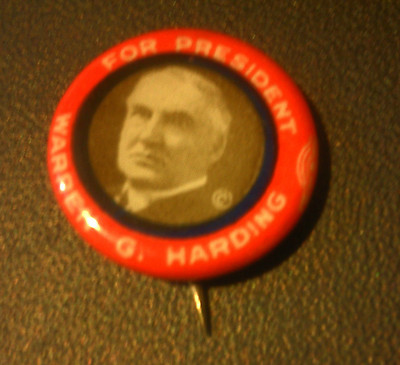 FOR PRESIDENT
WARREN G. HARDING